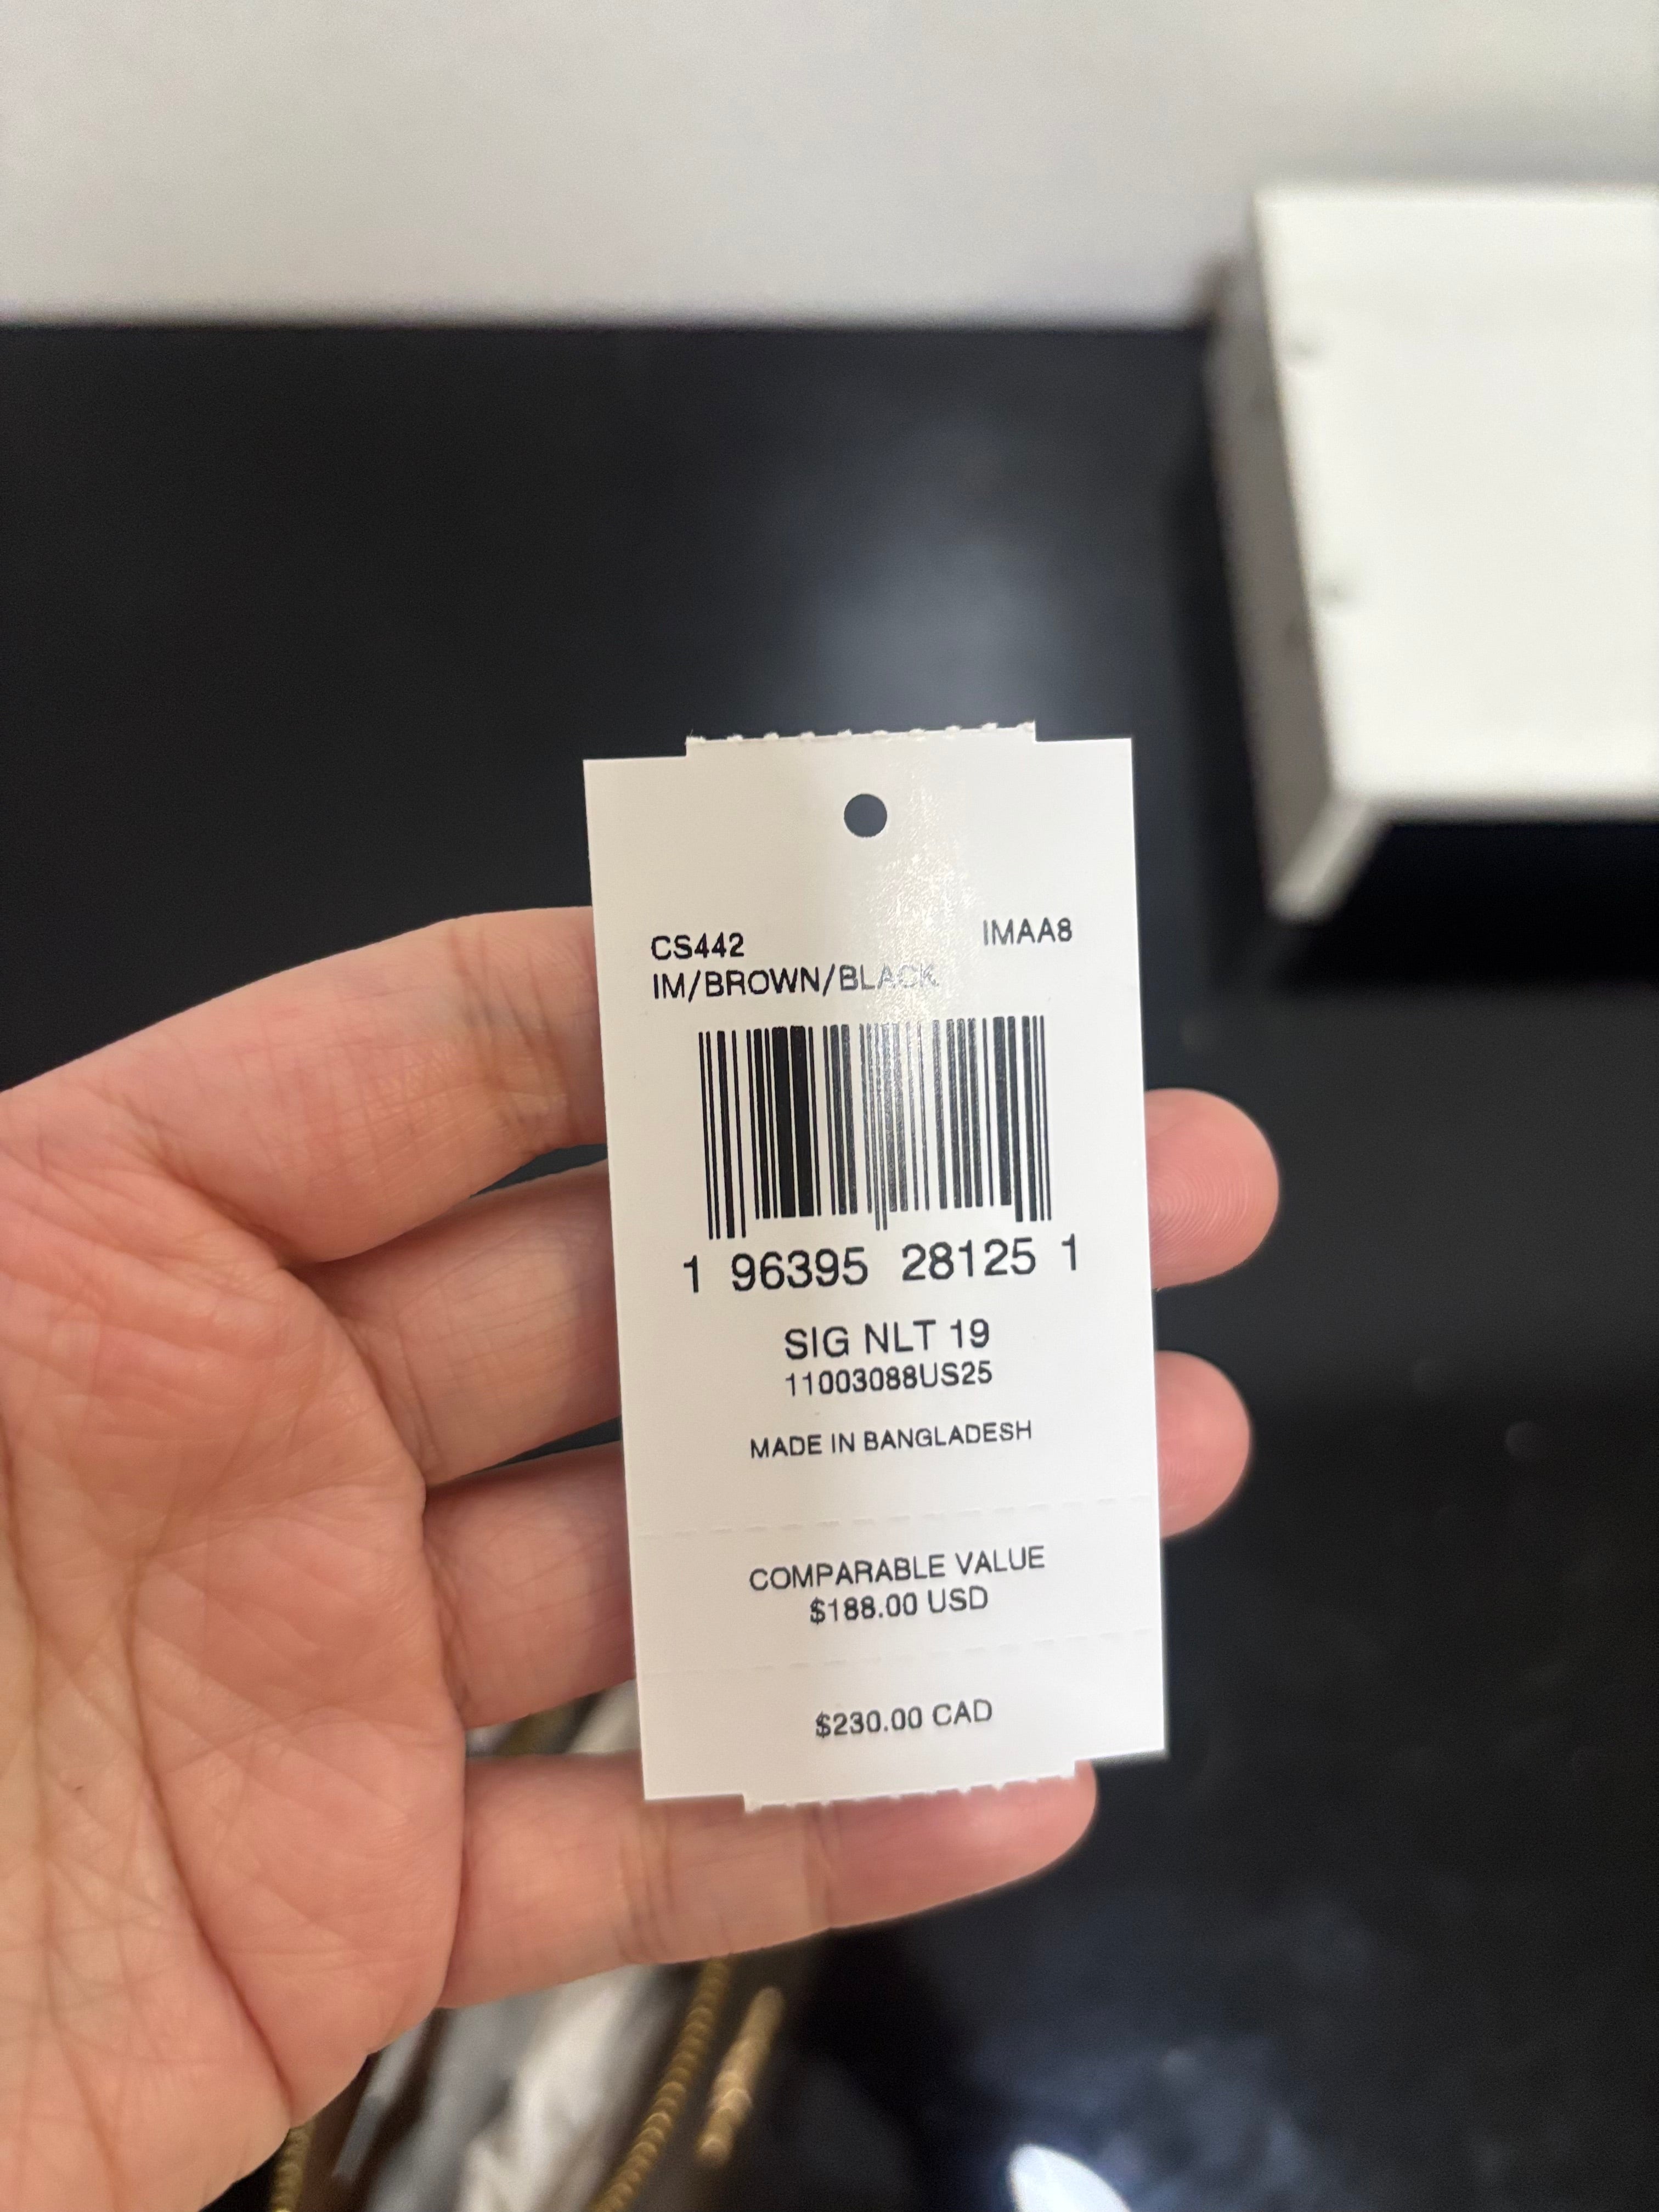 CS442 IMAA8
IM/BROWN/BLACK
1 96395 28125 1
SIG NLT 19
11003088US25
MADE IN BANGLADESH
COMPARABLE VALUE
$188.00 USD
$230.00 CAD